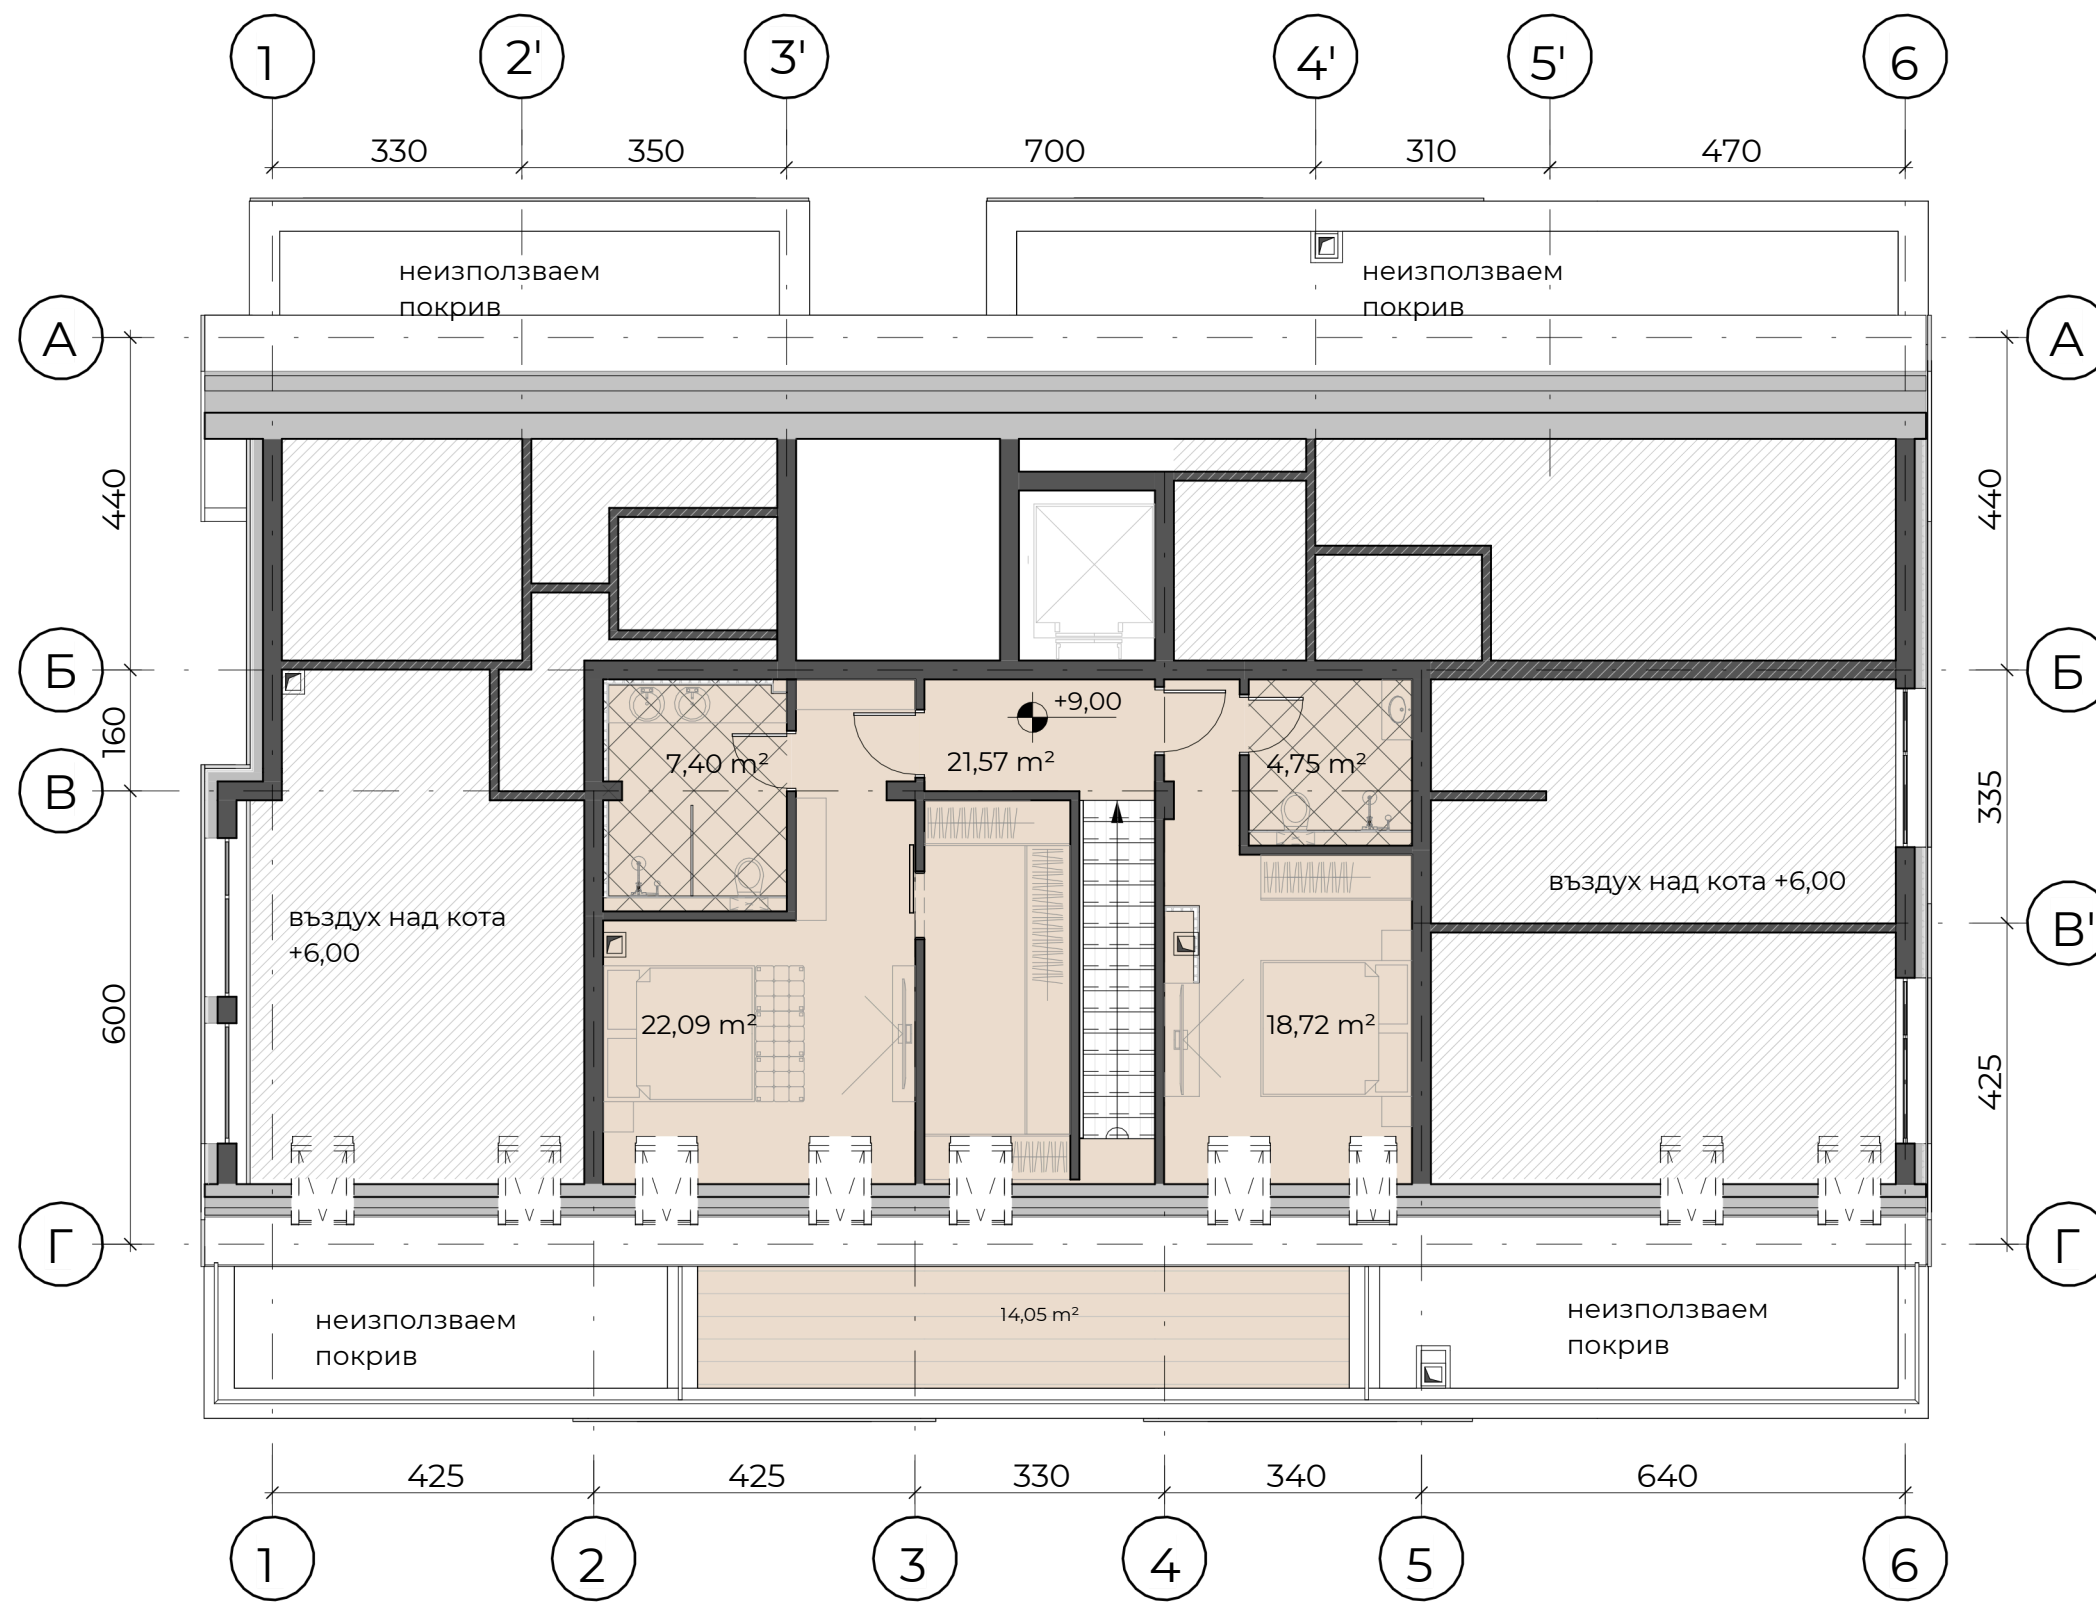 1 2' 3' 4' 5' 6
330 350 700 310 470
неизползваем
покрив
неизползваем
покрив
А А
440 440
Б Б
+9,00
160
7,40 m² 21,57 m² 4,75 m²
В
335
въздух над кота +6,00
въздух над кота
+6,00
В'
600
22,09 m² 18,72 m²
425
Г Г
14,05 m²
неизползваем
покрив
неизползваем
покрив
425 425 330 340 640
1 2 3 4 5 6